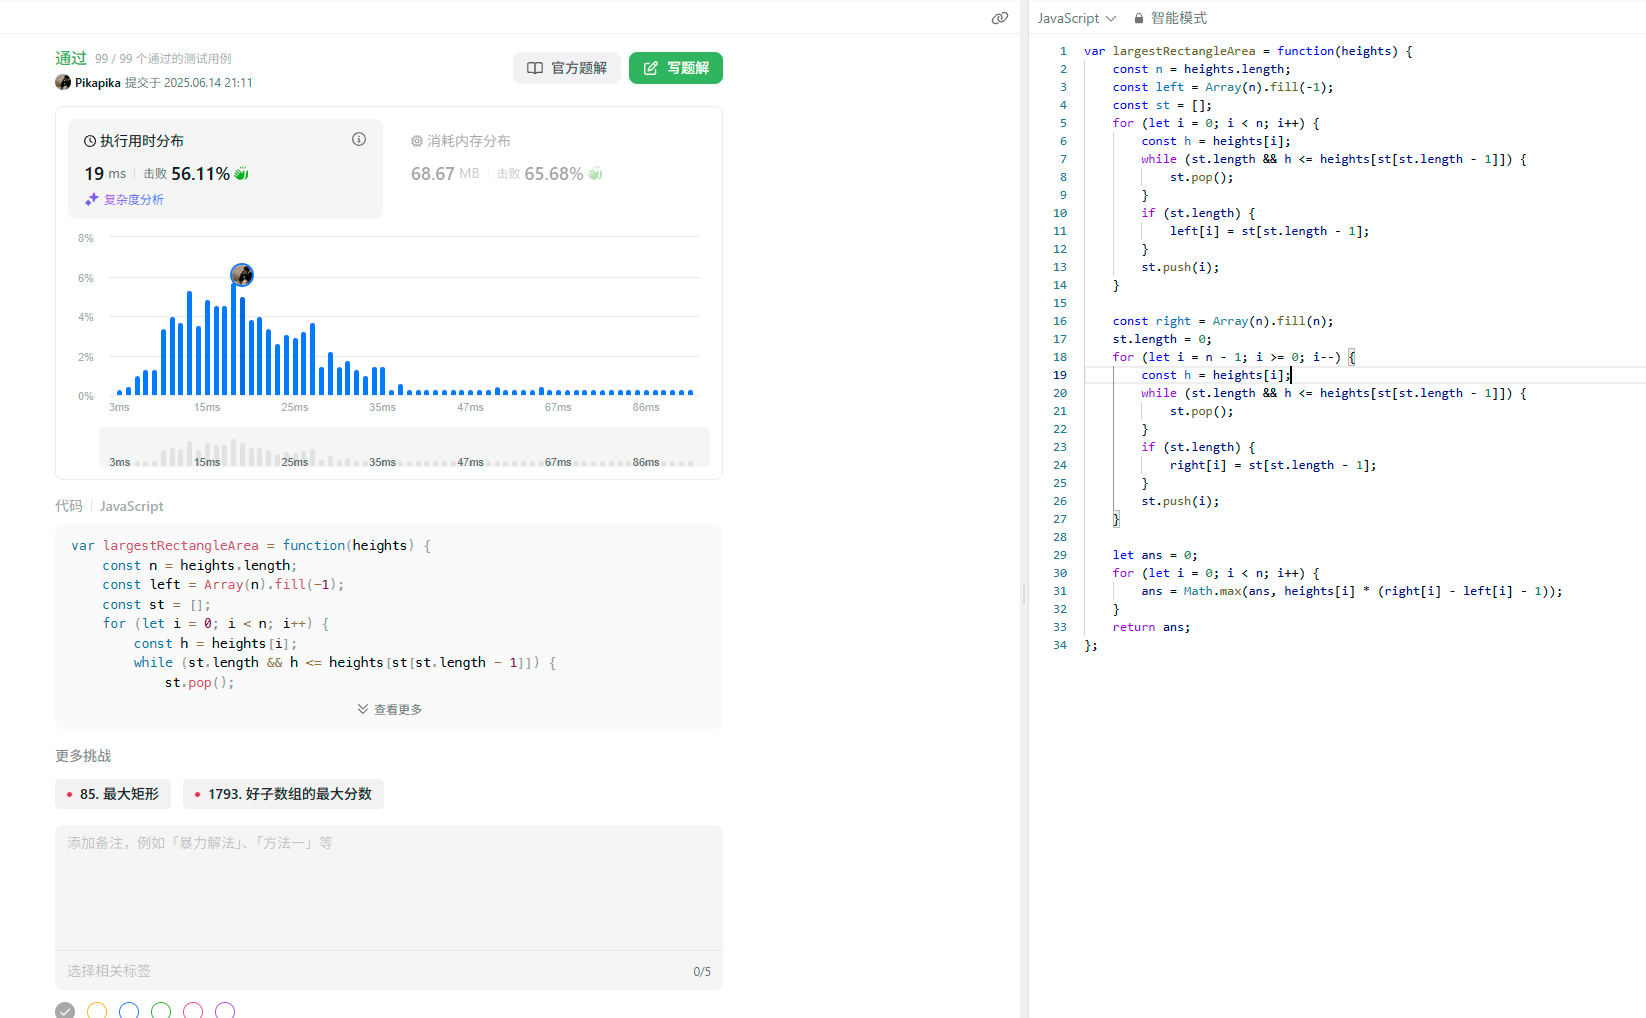 通过 99 / 99 个通过的测试用例
Pikapika 提交于 2025.06.14 21:11
官方题解
写题解
执行用时分布
19 ms 击败 56.11%
复杂度分析
消耗内存分布
68.67 MB 击败 65.68%
8%
6%
4%
2%
0%
3ms 15ms 25ms 35ms 47ms 67ms 86ms
3ms 15ms 25ms 35ms 47ms 67ms 86ms
代码 JavaScript
var largestRectangleArea = function(heights) {
    const n = heights.length;
    const left = Array(n).fill(-1);
    const st = [];
    for (let i = 0; i < n; i++) {
        const h = heights[i];
        while (st.length && h <= heights[st[st.length - 1]]) {
            st.pop();
查看更多
更多挑战
85. 最大矩形
1793. 好子数组的最大分数
添加备注，例如「暴力解法」、「方法一」等
选择相关标签 0/5
JavaScript 智能模式
1 var largestRectangleArea = function(heights) {
2     const n = heights.length;
3     const left = Array(n).fill(-1);
4     const st = [];
5     for (let i = 0; i < n; i++) {
6         const h = heights[i];
7         while (st.length && h <= heights[st[st.length - 1]]) {
8             st.pop();
9         }
10         if (st.length) {
11             left[i] = st[st.length - 1];
12         }
13         st.push(i);
14     }
15
16     const right = Array(n).fill(n);
17     st.length = 0;
18     for (let i = n - 1; i >= 0; i--) {
19         const h = heights[i];
20         while (st.length && h <= heights[st[st.length - 1]]) {
21             st.pop();
22         }
23         if (st.length) {
24             right[i] = st[st.length - 1];
25         }
26         st.push(i);
27     }
28
29     let ans = 0;
30     for (let i = 0; i < n; i++) {
31         ans = Math.max(ans, heights[i] * (right[i] - left[i] - 1));
32     }
33     return ans;
34 };